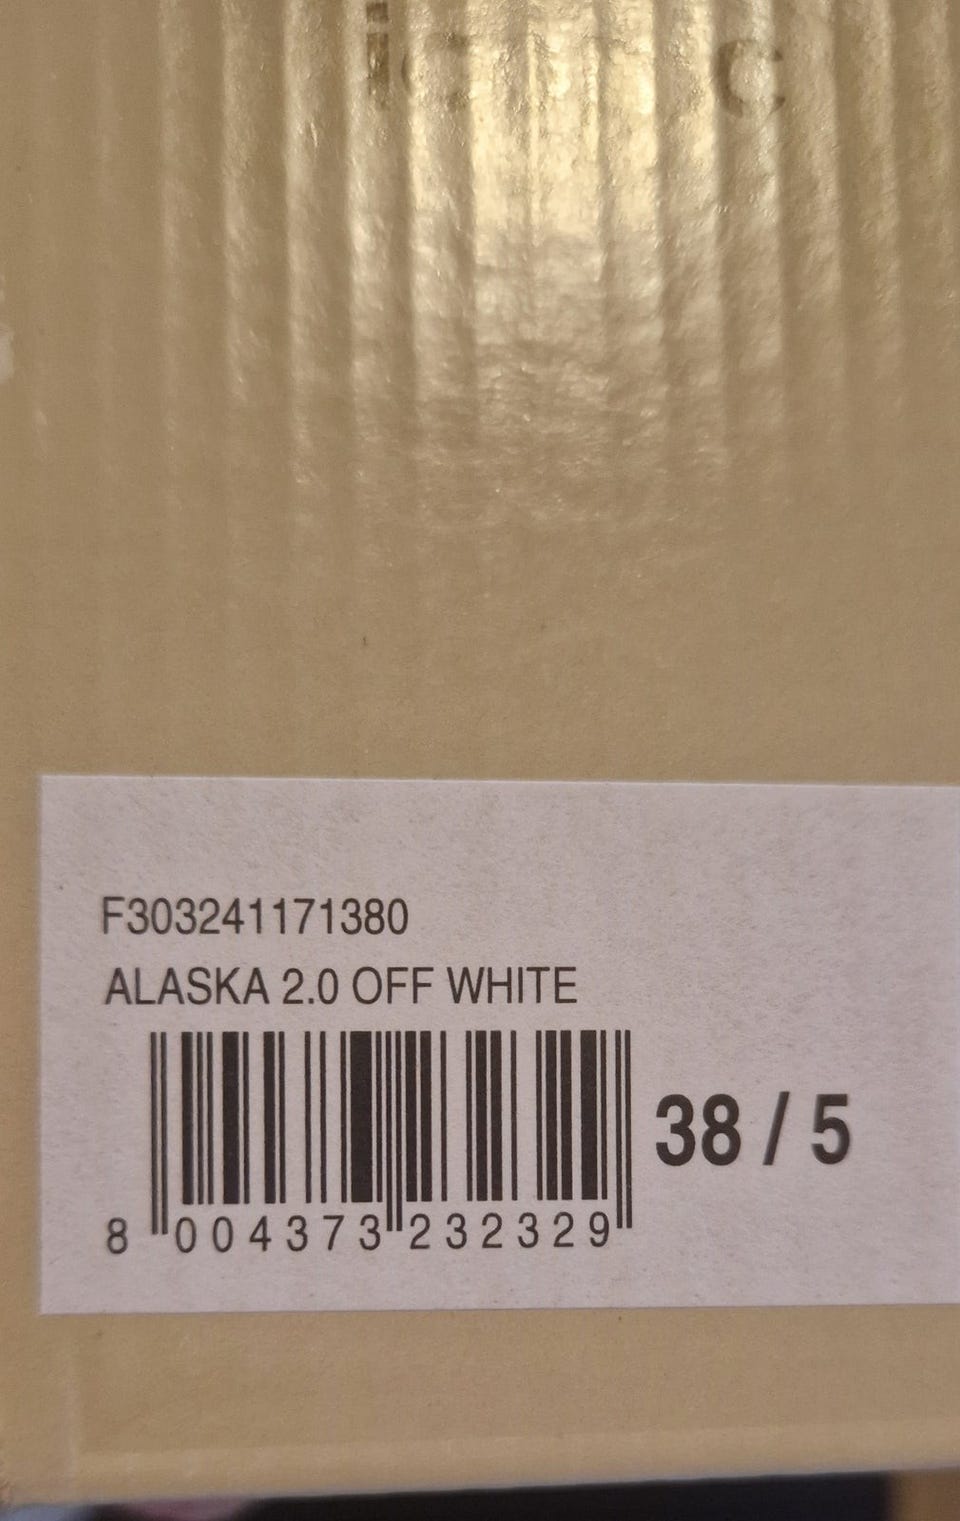 F303241171380
ALASKA 2.0 OFF WHITE
38 / 5
8 004373 232329